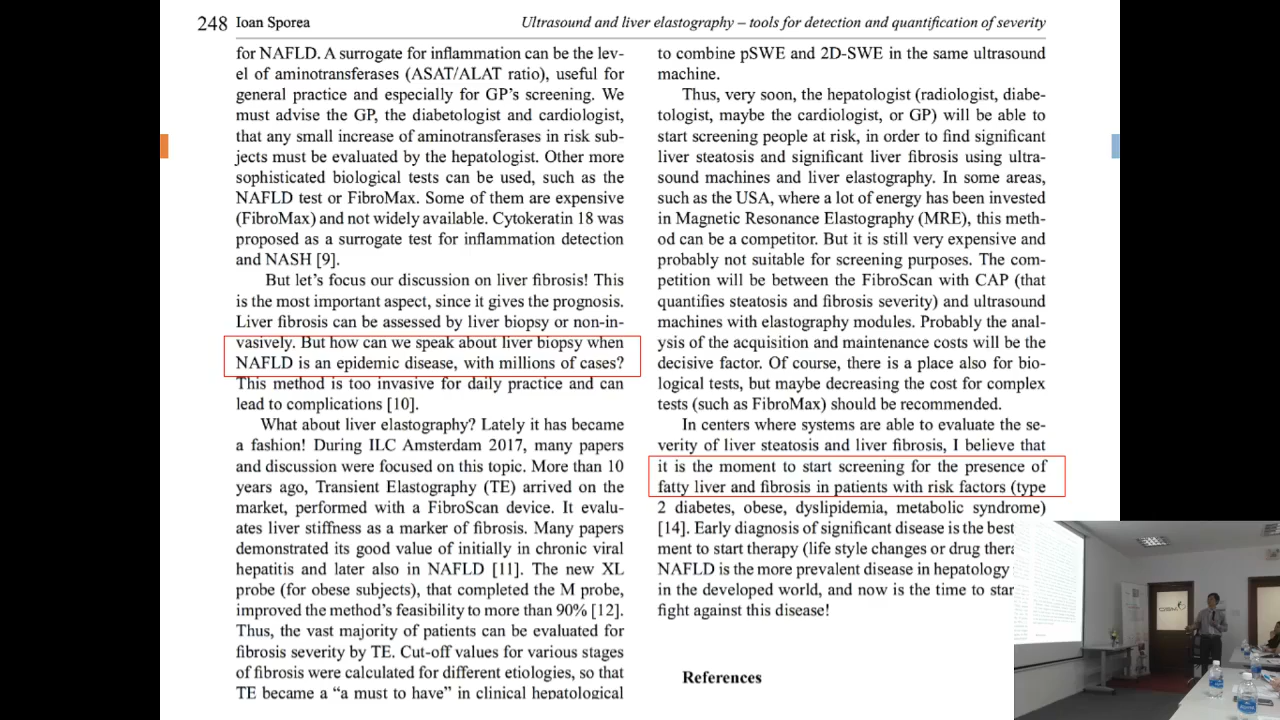 248 Ioan Sporea
Ultrasound and liver elastography – tools for detection and quantification of severity
for NAFLD. A surrogate for inflammation can be the lev-
el of aminotransferases (ASAT/ALAT ratio), useful for
general practice and especially for GP's screening. We
must advise the GP, the diabetologist and cardiologist,
that any small increase of aminotransferases in risk sub-
jects must be evaluated by the hepatologist. Other more
sophisticated biological tests can be used, such as the
NAFLD test or FibroMax. Some of them are expensive
(FibroMax) and not widely available. Cytokeratin 18 was
proposed as a surrogate test for inflammation detection
and NASH [9].
But let's focus our discussion on liver fibrosis! This
is the most important aspect, since it gives the prognosis.
Liver fibrosis can be assessed by liver biopsy or non-in-
vasively. But how can we speak about liver biopsy when
NAFLD is an epidemic disease, with millions of cases?
This method is too invasive for daily practice and can
lead to complications [10].
What about liver elastography? Lately it has became
a fashion! During ILC Amsterdam 2017, many papers
and discussion were focused on this topic. More than 10
years ago, Transient Elastography (TE) arrived on the
market, performed with a FibroScan device. It evalu-
ates liver stiffness as a marker of fibrosis. Many papers
demonstrated its good value of initially in chronic viral
hepatitis and later also in NAFLD [11]. The new XL
probe (for obese subjects), that completed the M probe,
improved the method's feasibility to more than 90% [12].
Thus, the vast majority of patients can be evaluated for
fibrosis severity by TE. Cut-off values for various stages
of fibrosis were calculated for different etiologies, so that
TE became a “a must to have” in clinical hepatological
to combine pSWE and 2D-SWE in the same ultrasound
machine.
Thus, very soon, the hepatologist (radiologist, diabe-
tologist, maybe the cardiologist, or GP) will be able to
start screening people at risk, in order to find significant
liver steatosis and significant liver fibrosis using ultra-
sound machines and liver elastography. In some areas,
such as the USA, where a lot of energy has been invested
in Magnetic Resonance Elastography (MRE), this meth-
od can be a competitor. But it is still very expensive and
probably not suitable for screening purposes. The com-
petition will be between the FibroScan with CAP (that
quantifies steatosis and fibrosis severity) and ultrasound
machines with elastography modules. Probably the anal-
ysis of the acquisition and maintenance costs will be the
decisive factor. Of course, there is a place also for bio-
logical tests, but maybe decreasing the cost for complex
tests (such as FibroMax) should be recommended.
In centers where systems are able to evaluate the se-
verity of liver steatosis and liver fibrosis, I believe that
it is the moment to start screening for the presence of
fatty liver and fibrosis in patients with risk factors (type
2 diabetes, obese, dyslipidemia, metabolic syndrome)
[14]. Early diagnosis of significant disease is the best
ment to start therapy (life style changes or drug thera
NAFLD is the more prevalent disease in hepatology
in the developed world, and now is the time to star
fight against this disease!
References